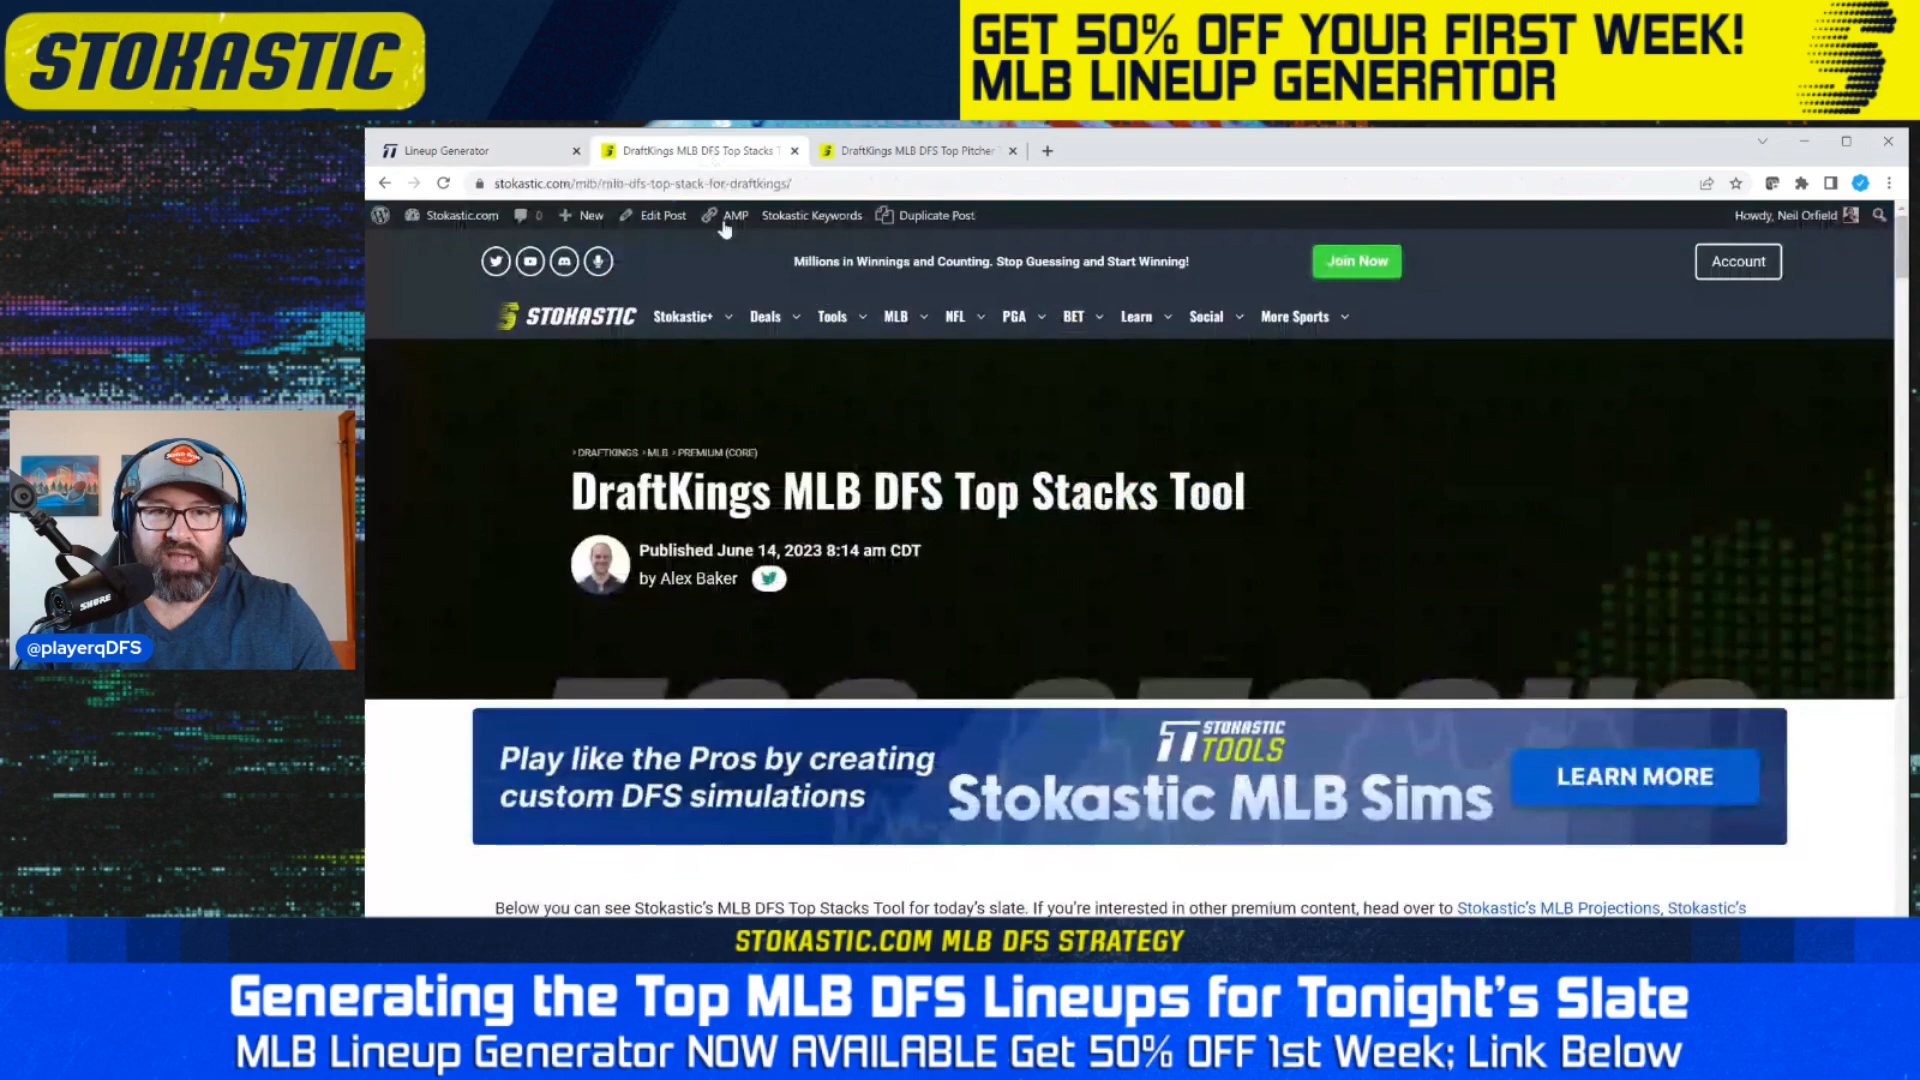 STOKASTIC
GET 50% OFF YOUR FIRST WEEK!
MLB LINEUP GENERATOR
Lineup Generator
DraftKings MLB DFS Top Stacks T
DraftKings MLB DFS Top Pitcher T
stokastic.com/mlb/mlb-dfs-top-stack-for-draftkings/
Stokastic.com 0 New Edit Post AMP Stokastic Keywords Duplicate Post
Howdy, Neil Orfield
Millions in Winnings and Counting. Stop Guessing and Start Winning!
Join Now
Account
STOKASTIC Stokastic+ Deals Tools MLB NFL PGA BET Learn Social More Sports
> DRAFTKINGS > MLB > PREMIUM (CORE)
DraftKings MLB DFS Top Stacks Tool
Published June 14, 2023 8:14 am CDT
by Alex Baker
SHURE
@playerqDFS
Play like the Pros by creating
custom DFS simulations
STOKASTIC
TOOLS
Stokastic MLB Sims
LEARN MORE
Below you can see Stokastic's MLB DFS Top Stacks Tool for today's slate. If you're interested in other premium content, head over to Stokastic's MLB Projections, Stokastic's
STOKASTIC.COM MLB DFS STRATEGY
Generating the Top MLB DFS Lineups for Tonight's Slate
MLB Lineup Generator NOW AVAILABLE Get 50% OFF 1st Week; Link Below